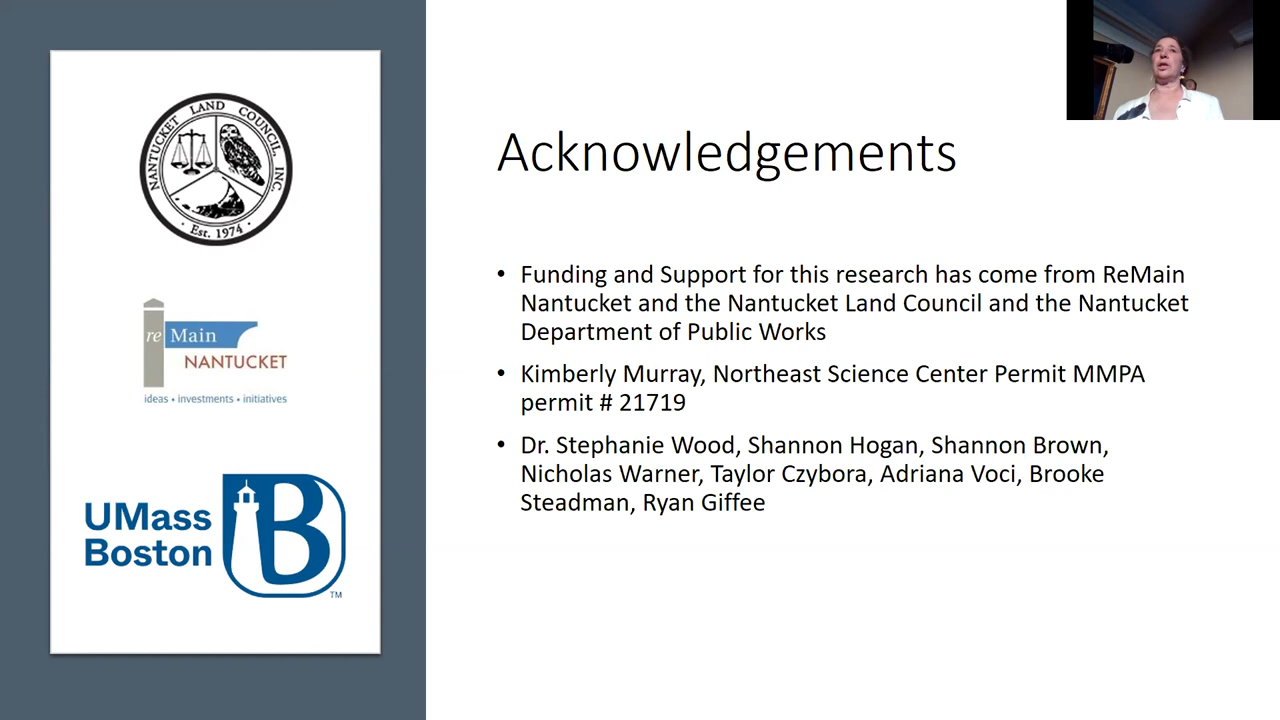 NANTUCKET LAND COUNCIL, INC.
· Est. 1974 ·
re Main
NANTUCKET
ideas • investments • initiatives
UMass
Boston
B
TM
Acknowledgements
• Funding and Support for this research has come from ReMain
Nantucket and the Nantucket Land Council and the Nantucket
Department of Public Works
• Kimberly Murray, Northeast Science Center Permit MMPA
permit # 21719
• Dr. Stephanie Wood, Shannon Hogan, Shannon Brown,
Nicholas Warner, Taylor Czybora, Adriana Voci, Brooke
Steadman, Ryan Giffee